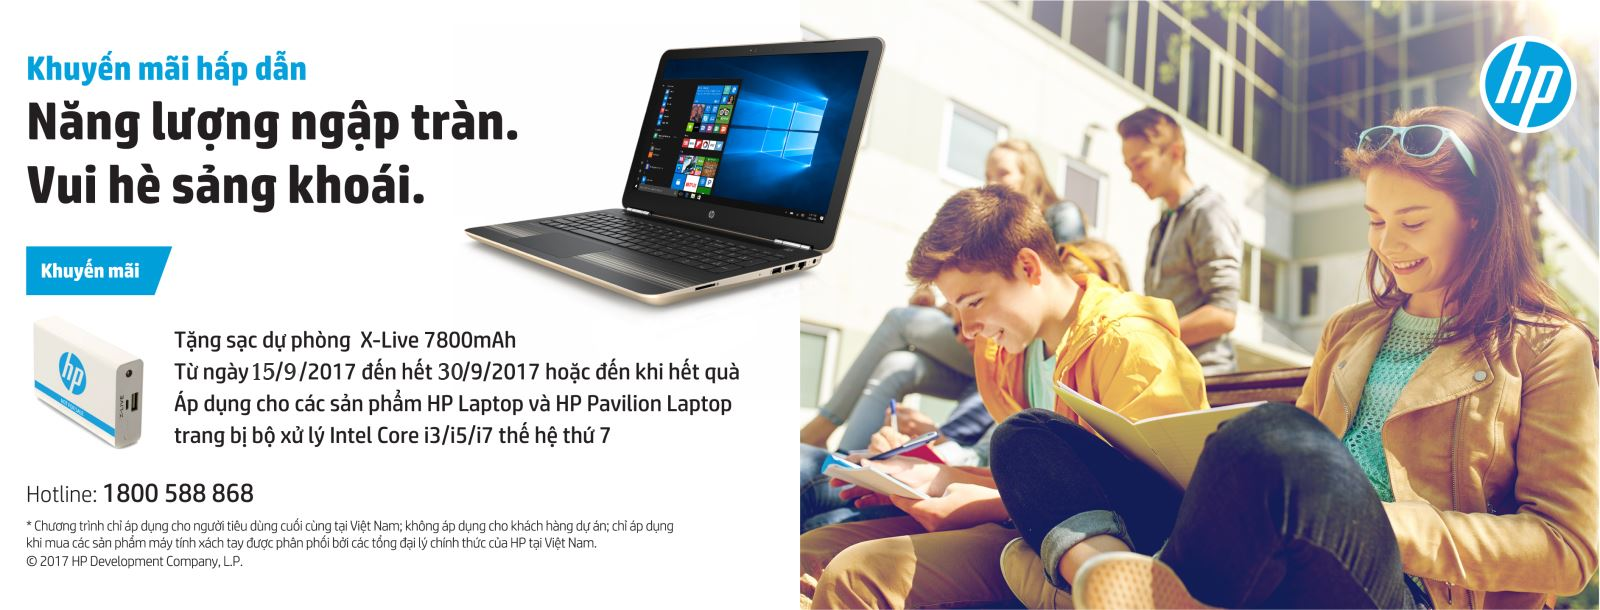 Khuyến mãi hấp dẫn
Năng lượng ngập tràn.
Vui hè sảng khoái.
Khuyến mãi
hp
X-LIVE
Tặng sạc dự phòng X-Live 7800mAh
Từ ngày 15/9 /2017 đến hết 30/9/2017 hoặc đến khi hết quà
Áp dụng cho các sản phẩm HP Laptop và HP Pavilion Laptop
trang bị bộ xử lý Intel Core i3/i5/i7 thế hệ thứ 7
Hotline: 1800 588 868
* Chương trình chỉ áp dụng cho người tiêu dùng cuối cùng tại Việt Nam; không áp dụng cho khách hàng dự án; chỉ áp dụng
khi mua các sản phẩm máy tính xách tay được phân phối bởi các tổng đại lý chính thức của HP tại Việt Nam.
© 2017 HP Development Company, L.P.
hp